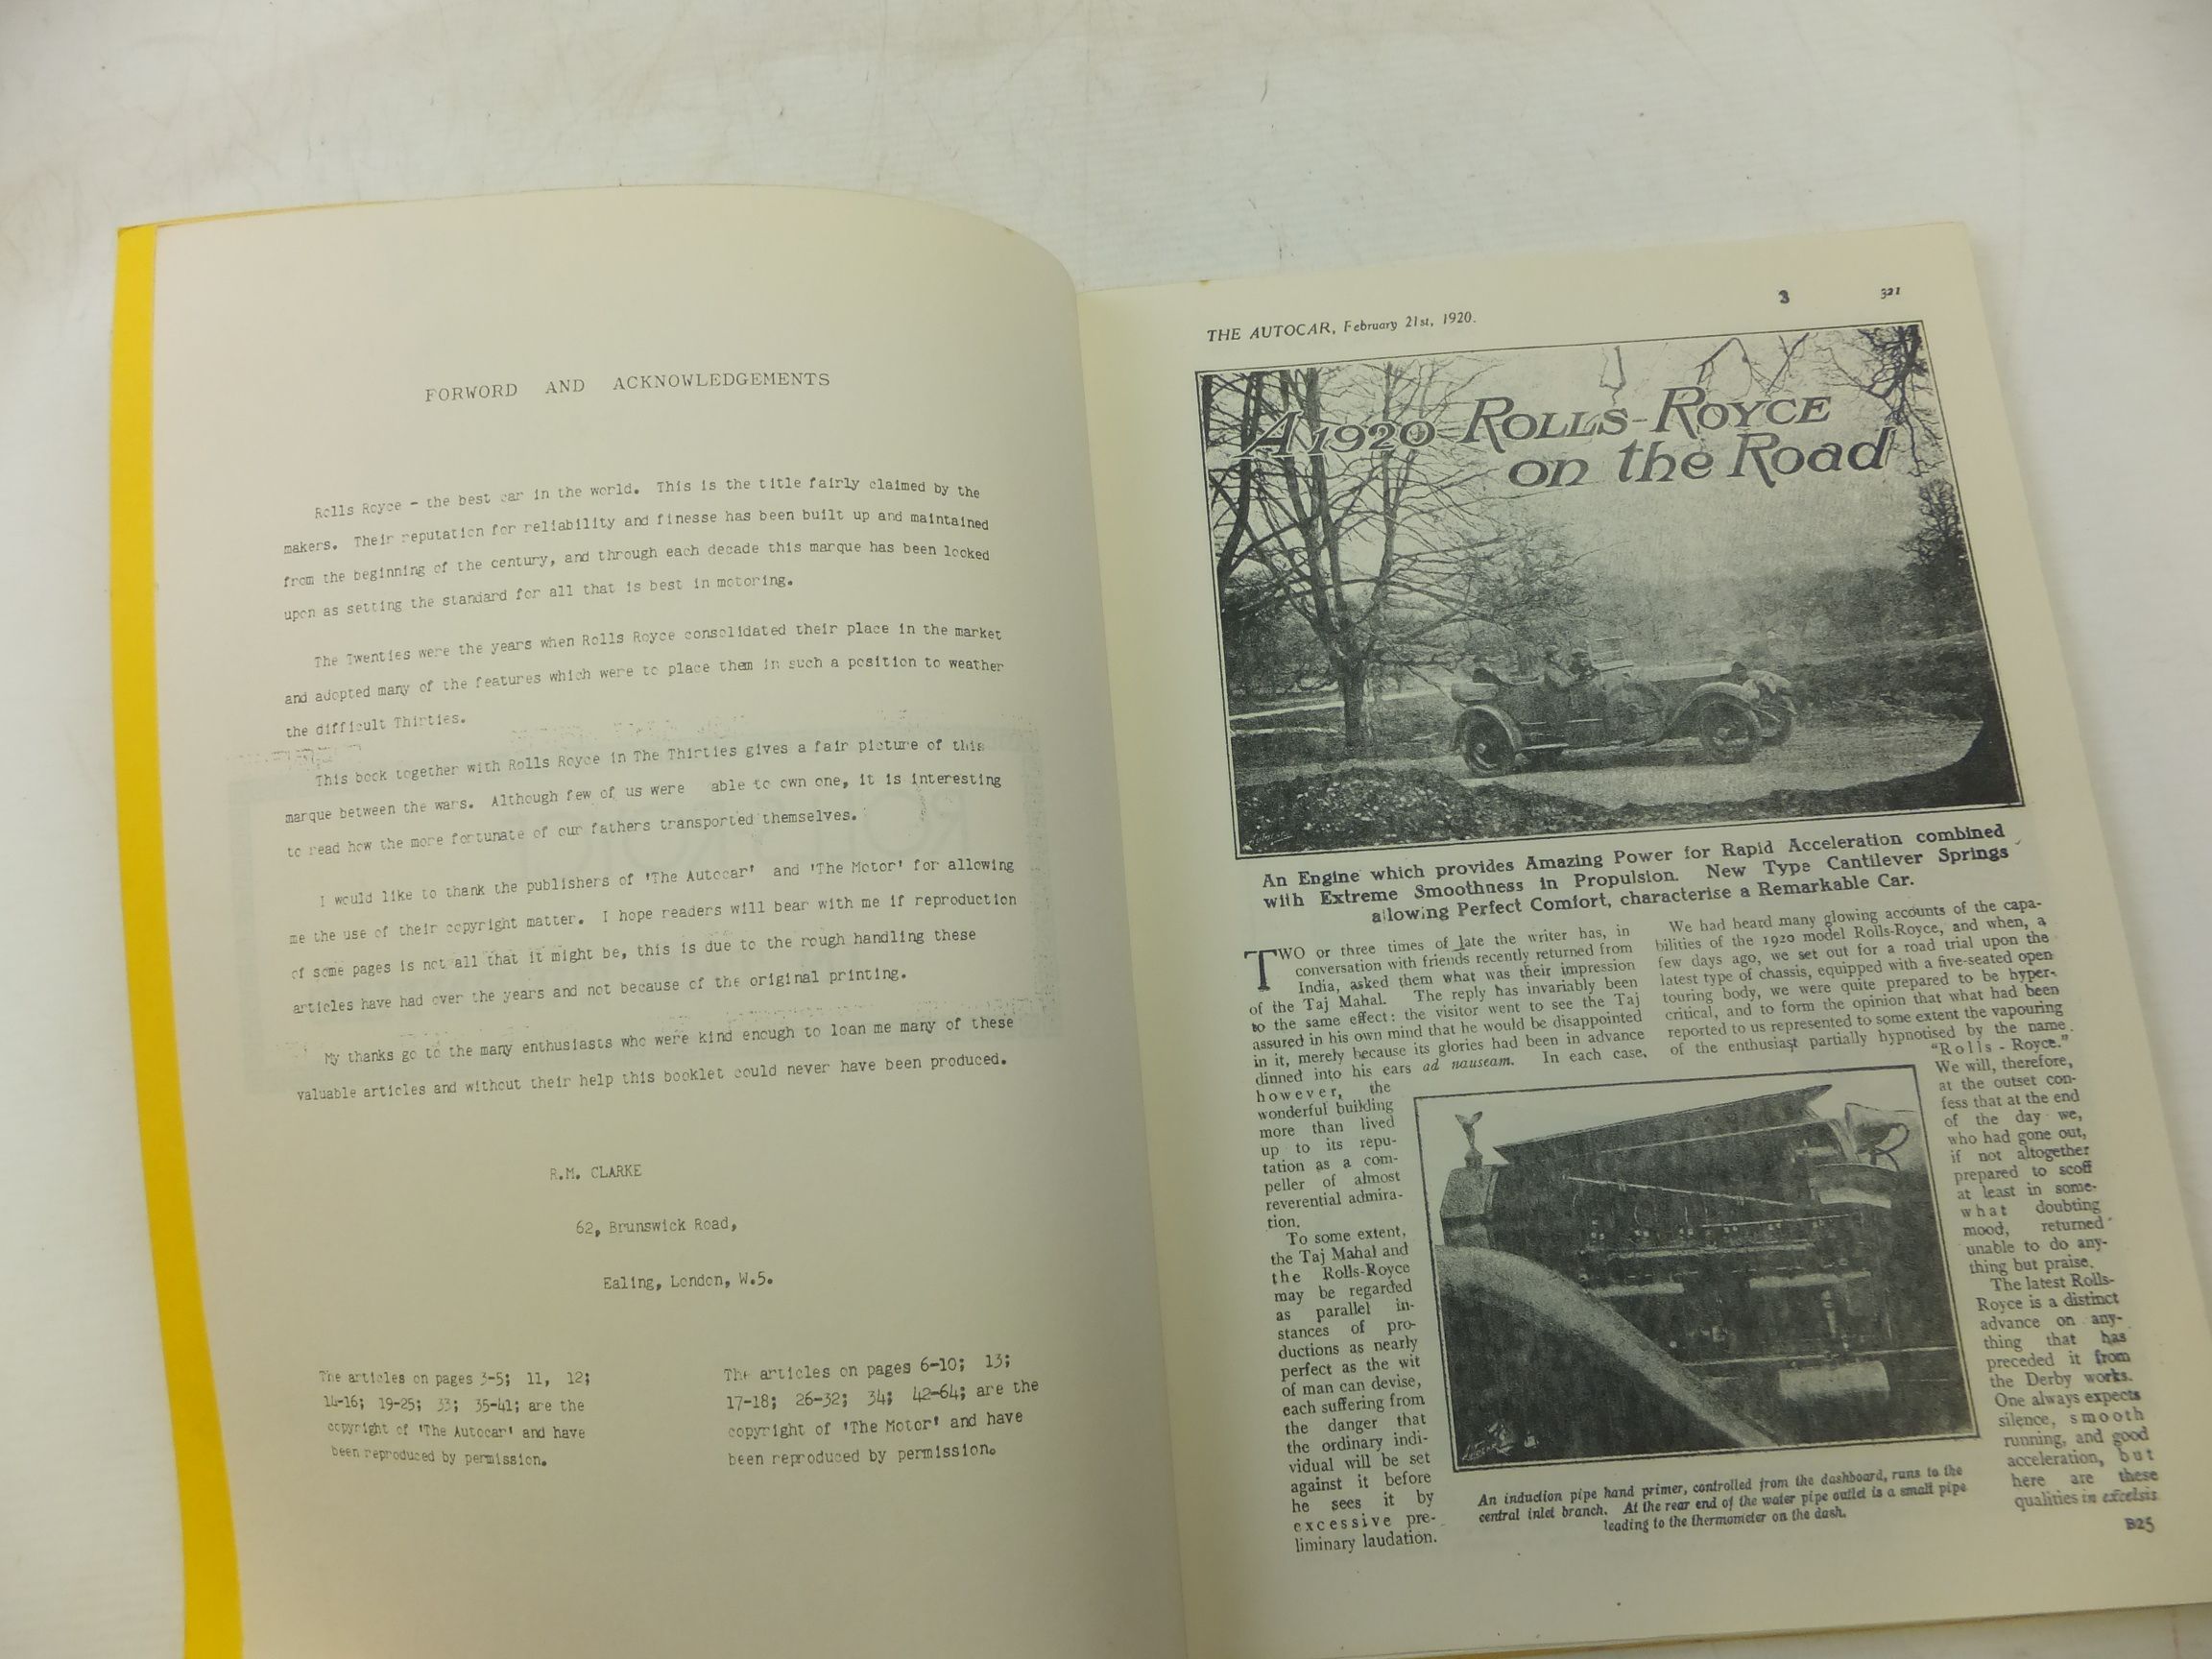 FORWORD AND ACKNOWLEDGEMENTS
Rolls Royce - the best car in the world. This is the title fairly claimed by the
makers. Their reputation for reliability and finesse has been built up and maintained
from the beginning of the century, and through each decade this marque has been looked
upon as setting the standard for all that is best in motoring.
The Twenties were the years when Rolls Royce consolidated their place in the market
and adopted many of the features which were to place them in such a position to weather
the difficult Thirties.
This book together with Rolls Royce in The Thirties gives a fair picture of this
marque between the wars. Although few of us were able to own one, it is interesting
to read how the more fortunate of our fathers transported themselves.
I would like to thank the publishers of 'The Autocar' and 'The Motor' for allowing
me the use of their copyright matter. I hope readers will bear with me if reproduction
of some pages is not all that it might be, this is due to the rough handling these
articles have had over the years and not because of the original printing.
My thanks go to the many enthusiasts who were kind enough to loan me many of these
valuable articles and without their help this booklet could never have been produced.
R.M. CLARKE
62, Brunswick Road,
Ealing, London, W.5.
The articles on pages 3-5; 11, 12;
14-16; 19-25; 33; 35-41; are the
copyright of 'The Autocar' and have
been reproduced by permission.
The articles on pages 6-10; 13;
17-18; 26-32; 34; 42-64; are the
copyright of 'The Motor' and have
been reproduced by permission.
THE AUTOCAR, February 21st, 1920.
3
321
A 1920 ROLLS-ROYCE
on the Road
An Engine which provides Amazing Power for Rapid Acceleration combined
with Extreme Smoothness in Propulsion. New Type Cantilever Springs
allowing Perfect Comfort, characterise a Remarkable Car.
TWO or three times of late the writer has, in
conversation with friends recently returned from
India, asked them what was their impression
of the Taj Mahal. The reply has invariably been
to the same effect: the visitor went to see the Taj
assured in his own mind that he would be disappointed
in it, merely because its glories had been in advance
dinned into his ears ad nauseam. In each case,
however, the
wonderful building
more than lived
up to its repu-
tation as a com-
peller of almost
reverential admira-
tion.
To some extent,
the Taj Mahal and
the Rolls-Royce
may be regarded
as parallel in-
stances of pro-
ductions as nearly
perfect as the wit
of man can devise,
each suffering from
the danger that
the ordinary indi-
vidual will be set
against it before
he sees it by
excessive pre-
liminary laudation.
We had heard many glowing accounts of the capa-
bilities of the 1920 model Rolls-Royce, and when, a
few days ago, we set out for a road trial upon the
latest type of chassis, equipped with a five-seated open
touring body, we were quite prepared to be hyper-
critical, and to form the opinion that what had been
reported to us represented to some extent the vapouring
of the enthusiast partially hypnotised by the name
"Rolls-Royce."
We will, therefore,
at the outset con-
fess that at the end
of the day we,
who had gone out,
if not altogether
prepared to scoff
at least in some-
what doubting
mood, returned
unable to do any-
thing but praise.
The latest Rolls-
Royce is a distinct
advance on any-
thing that has
preceded it from
the Derby works.
One always expects
silence, smooth
running, and good
acceleration, but
here are these
qualities in excelsis
An induction pipe hand primer, controlled from the dashboard, runs to the
central inlet branch. At the rear end of the water pipe outlet is a small pipe
leading to the thermometer on the dash.
B25